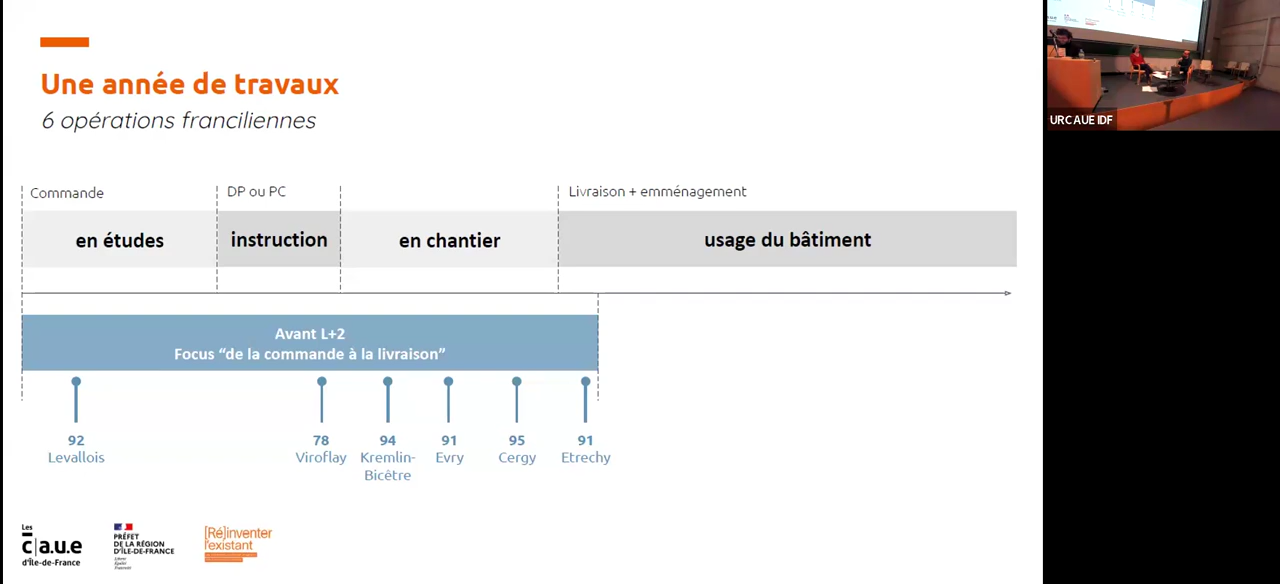 Une année de travaux
6 opérations franciliennes
Commande
DP ou PC
Livraison + emménagement
en études
instruction
en chantier
usage du bâtiment
Avant L+2
Focus “de la commande à la livraison”
92
Levallois
78
Viroflay
94
Kremlin-
Bicêtre
91
Evry
95
Cergy
91
Etrechy
Les
c|a.u.e
d'Île-de-France
PRÉFET
DE LA RÉGION
D'ÎLE-DE-FRANCE
Liberté
Égalité
Fraternité
[Ré]inventer
l'existant
URCAUE IDF